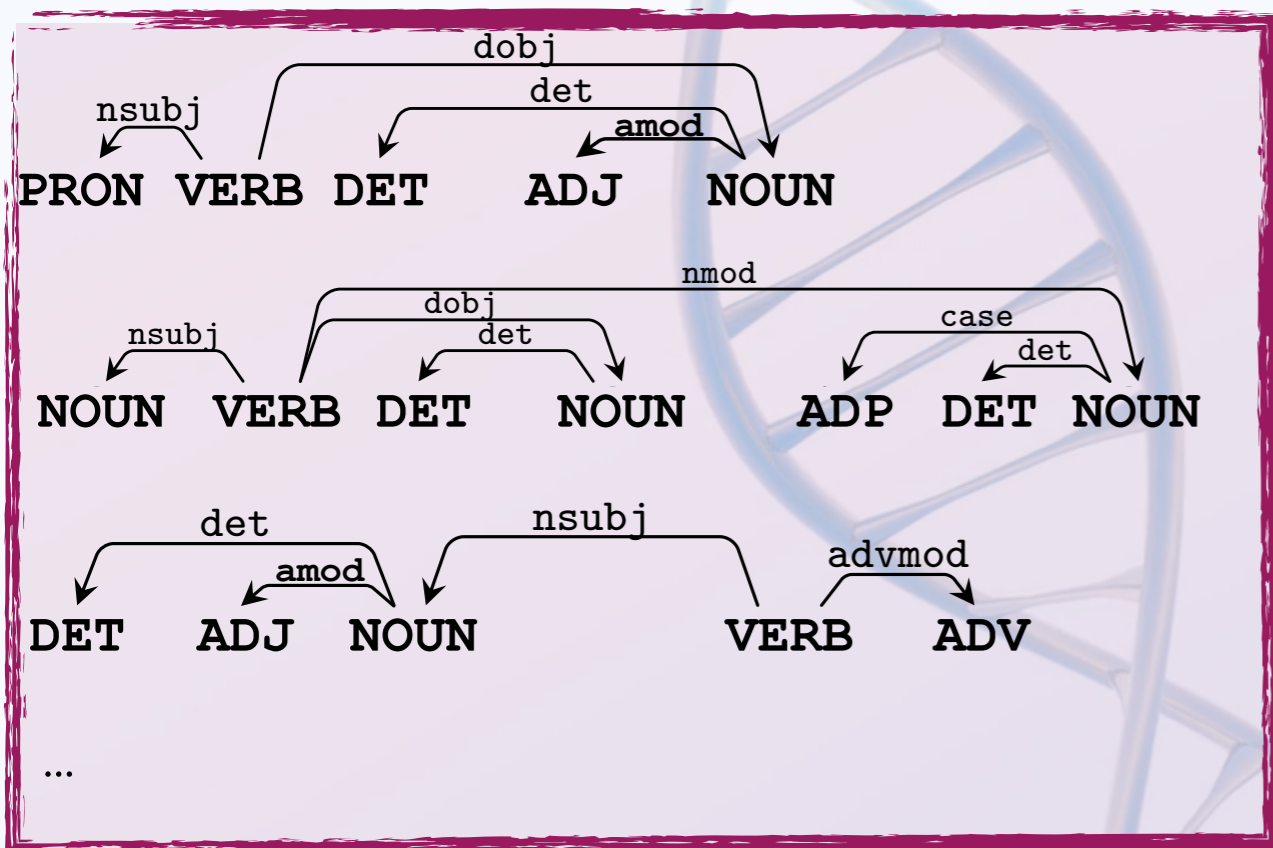 dobj
det
nsubj amod
PRON VERB DET ADJ NOUN
nmod
dobj
nsubj det case
det
NOUN VERB DET NOUN ADP DET NOUN
det nsubj
amod advmod
DET ADJ NOUN VERB ADV
...